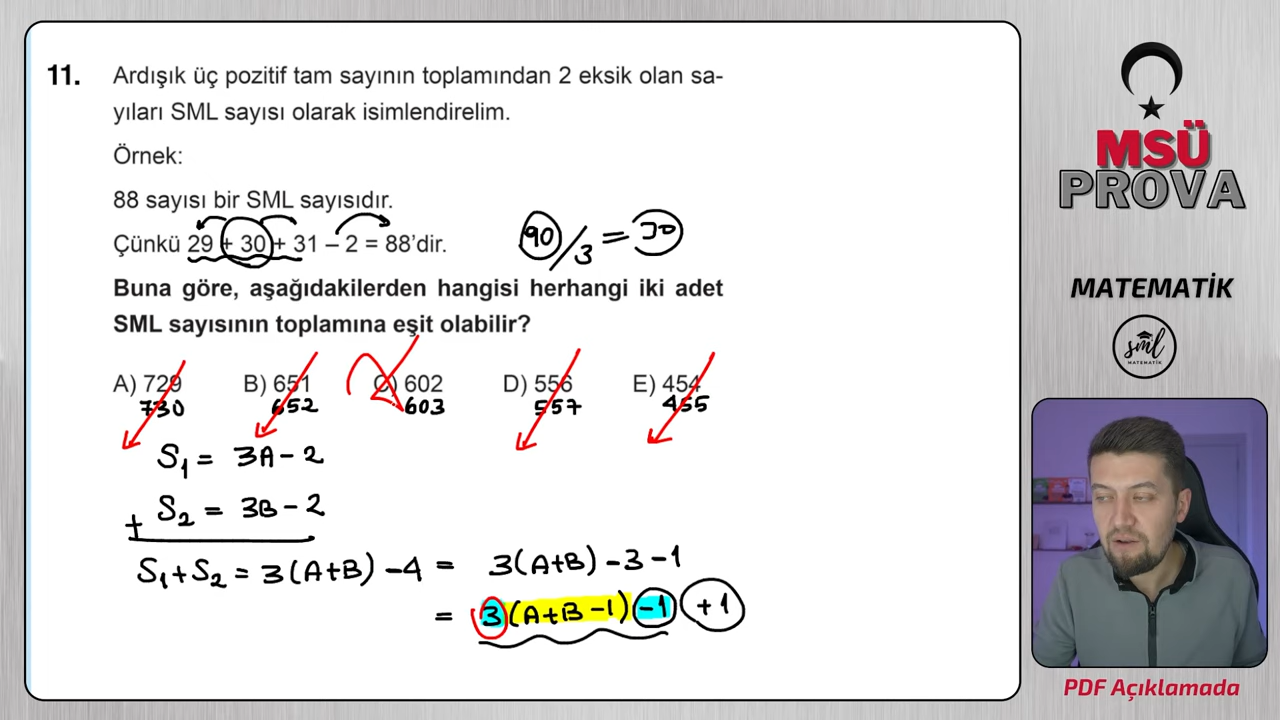 11. Ardışık üç pozitif tam sayının toplamından 2 eksik olan sa-
yıları SML sayısı olarak isimlendirelim.
Örnek:
88 sayısı bir SML sayısıdır.
Çünkü 29 + 30 + 31 – 2 = 88’dir.
90/3 = 30
Buna göre, aşağıdakilerden hangisi herhangi iki adet
SML sayısının toplamına eşit olabilir?
A) 729 B) 651 C) 602 D) 556 E) 454
730 652 603 557 455
S1 = 3A – 2
+ S2 = 3B – 2
S1 + S2 = 3(A+B) – 4 = 3(A+B) – 3 – 1
= 3(A+B – 1) – 1 + 1
MSÜ
PROVA
MATEMATİK
sml
MATEMATİK
PDF Açıklamada